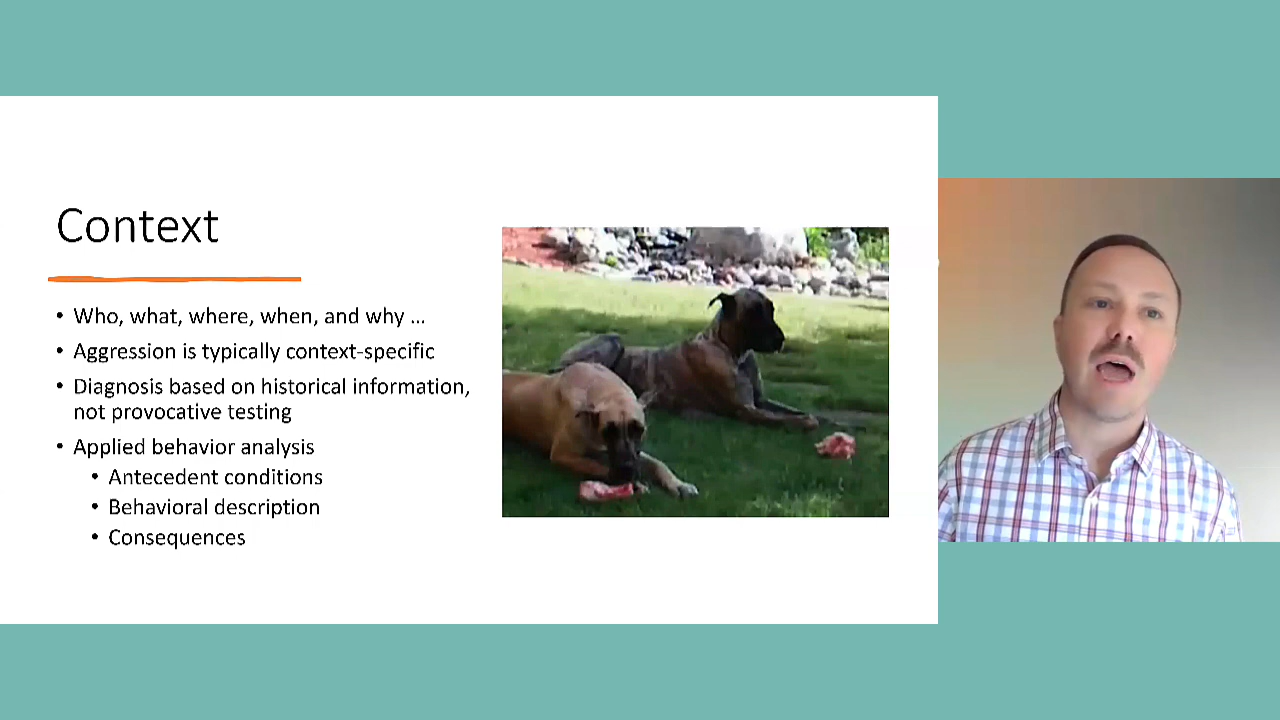 Context
• Who, what, where, when, and why ...
• Aggression is typically context-specific
• Diagnosis based on historical information,
not provocative testing
• Applied behavior analysis
• Antecedent conditions
• Behavioral description
• Consequences